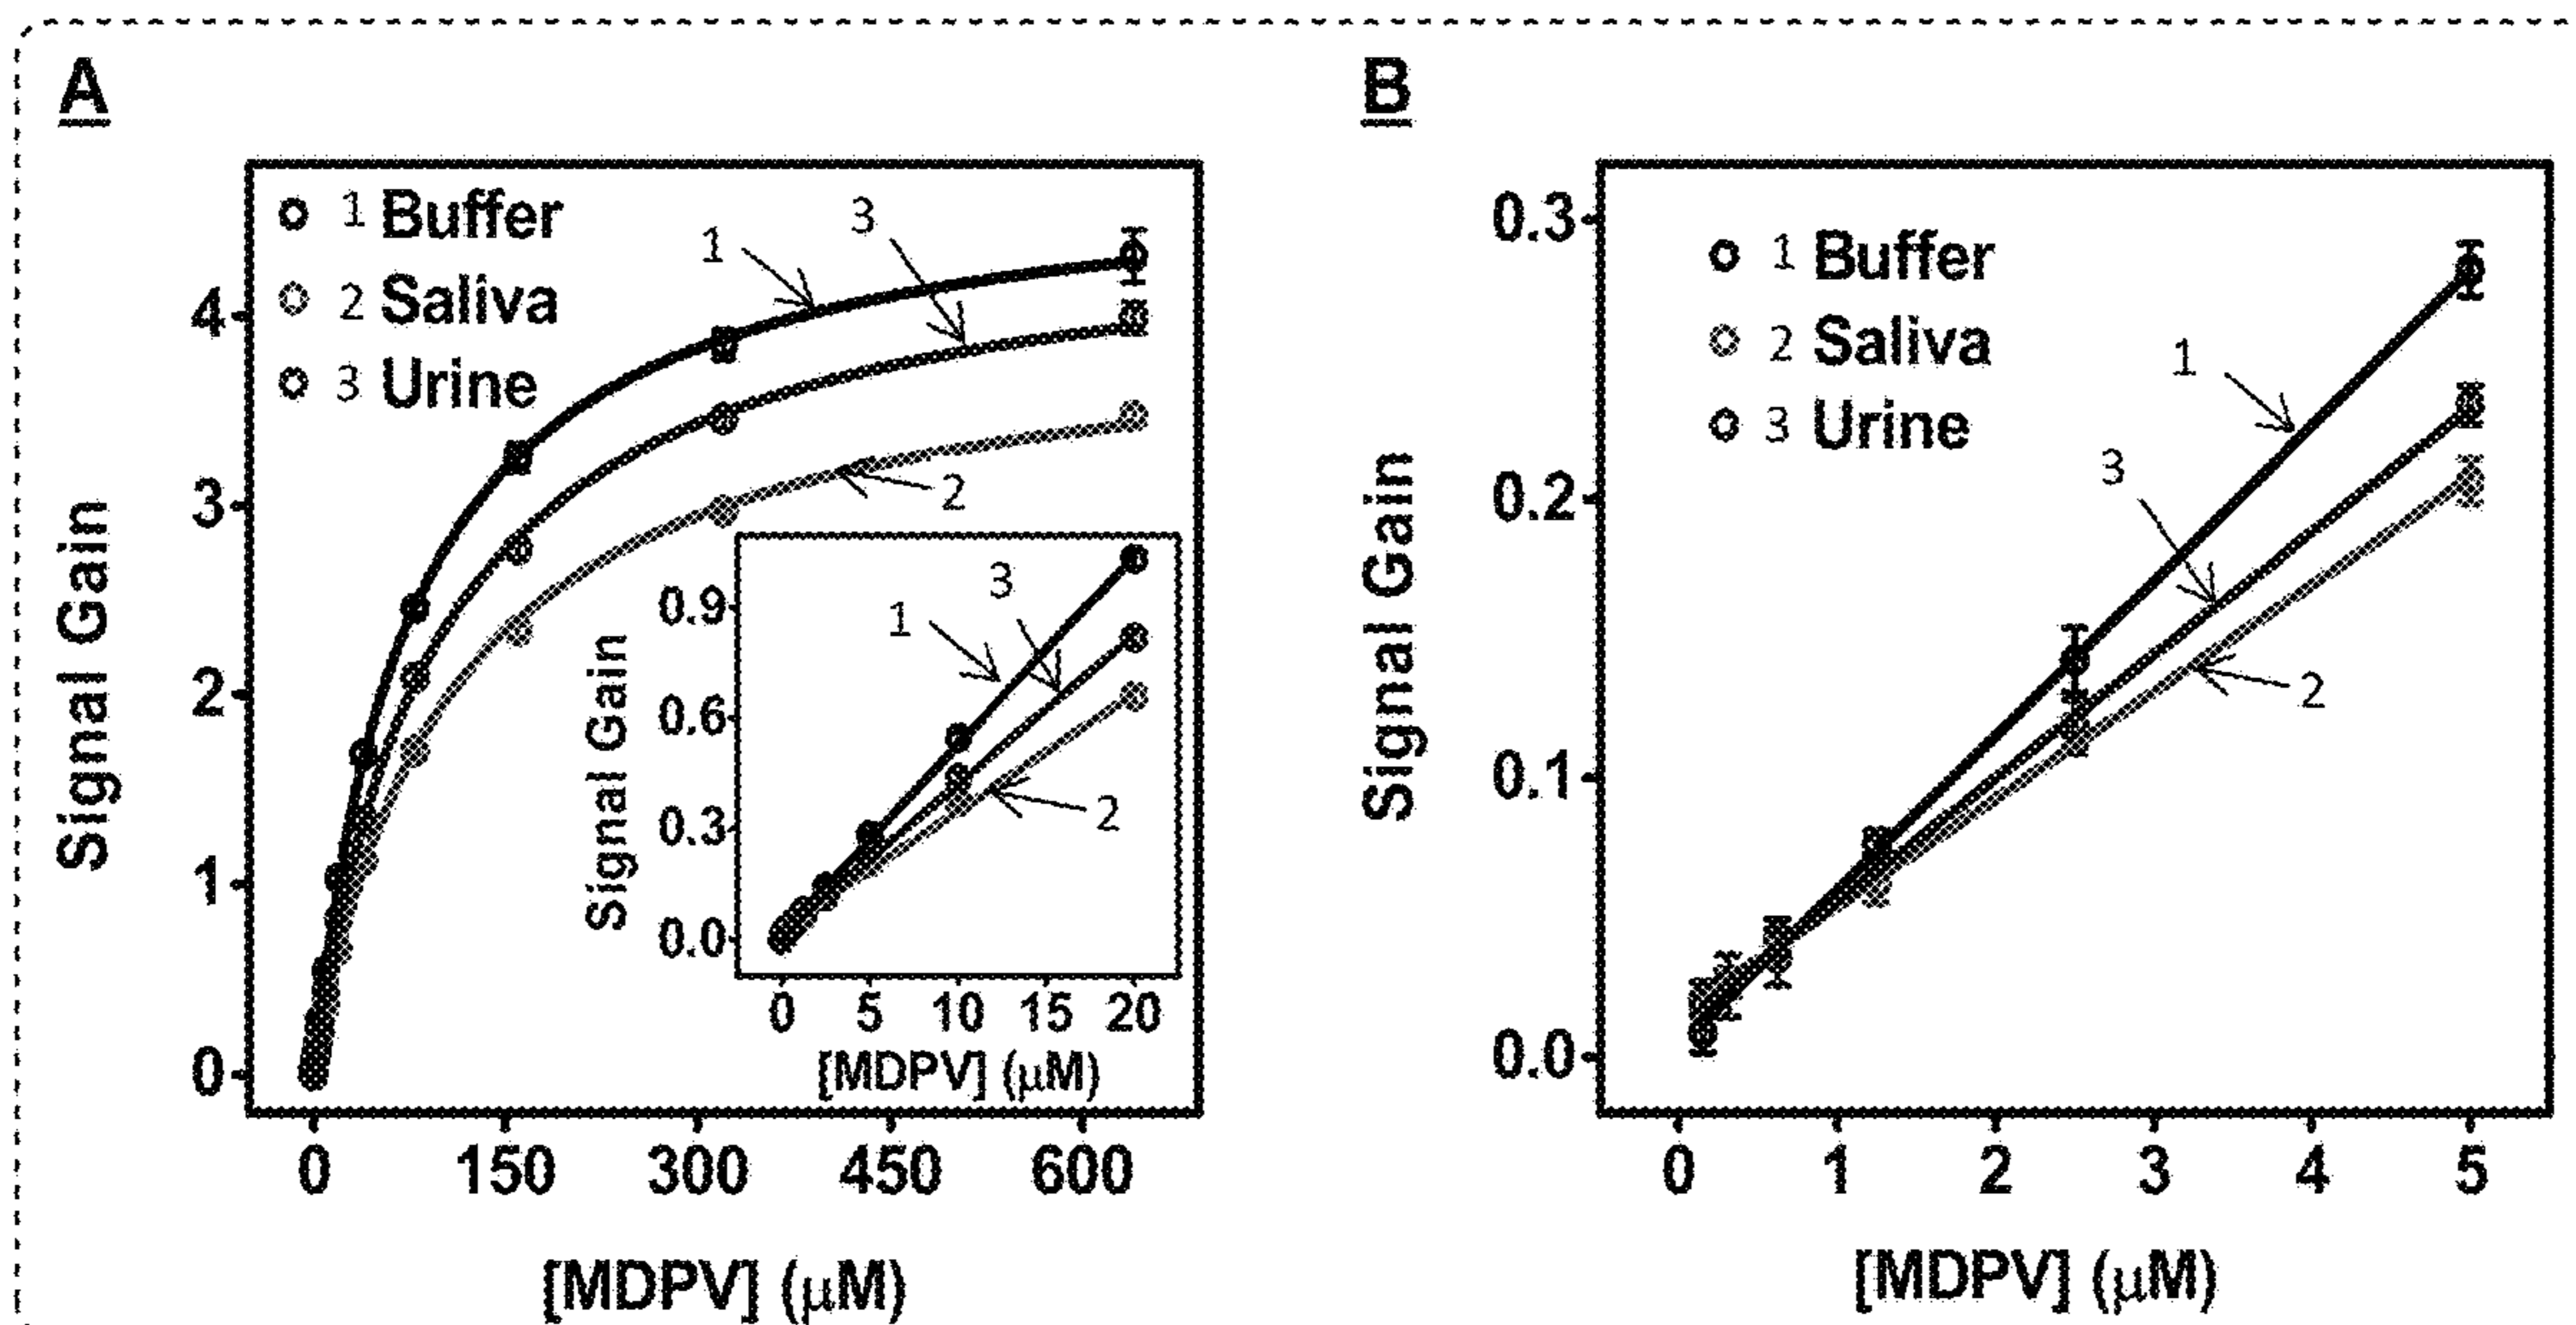 A
1 Buffer
2 Saliva
3 Urine
1
3
2
4
3
2
1
0
Signal Gain
0 150 300 450 600
[MDPV] (μM)
0.9
0.6
0.3
0.0
Signal Gain
1
3
2
0 5 10 15 20
[MDPV] (μM)
B
1 Buffer
2 Saliva
3 Urine
1
3
2
0.3
0.2
0.1
0.0
Signal Gain
0 1 2 3 4 5
[MDPV] (μM)